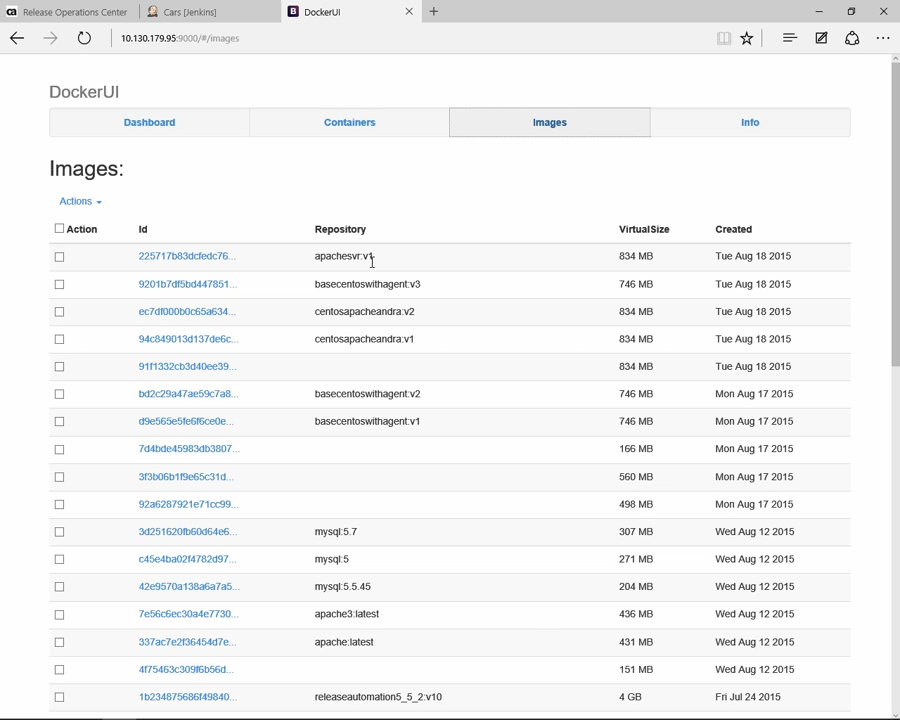 ca Release Operations Center
Cars [Jenkins]
B DockerUI
10.130.179.95:9000/#/images
DockerUI
Dashboard Containers Images Info
Images:
Actions
Action Id Repository VirtualSize Created
225717b83dcfedc76... apachesvr:v1 834 MB Tue Aug 18 2015
9201b7df5bd447851... basecentoswithagent:v3 746 MB Tue Aug 18 2015
ec7df000b0c65a634... centosapacheandra:v2 834 MB Tue Aug 18 2015
94c849013d137de6c... centosapacheandra:v1 834 MB Tue Aug 18 2015
91f1332cb3d40ee39... 834 MB Tue Aug 18 2015
bd2c29a47ae59c7a8... basecentoswithagent:v2 746 MB Mon Aug 17 2015
d9e565e5fe6f6ce0e... basecentoswithagent:v1 746 MB Mon Aug 17 2015
7d4bde45983db3807... 166 MB Mon Aug 17 2015
3f3b06b1f9e65c31d... 560 MB Mon Aug 17 2015
92a6287921e71cc99... 498 MB Mon Aug 17 2015
3d251620fb60d64e6... mysql:5.7 307 MB Wed Aug 12 2015
c45e4ba02f4782d97... mysql:5 271 MB Wed Aug 12 2015
42e9570a138a6a7a5... mysql:5.5.45 204 MB Wed Aug 12 2015
7e56c6ec30a4e7730... apache3:latest 436 MB Wed Aug 12 2015
337ac7e2f36454d7e... apache:latest 431 MB Wed Aug 12 2015
4f75463c309f6b56d... 151 MB Wed Aug 12 2015
1b234875686f49840... releaseautomation5_5_2:v10 4 GB Fri Jul 24 2015